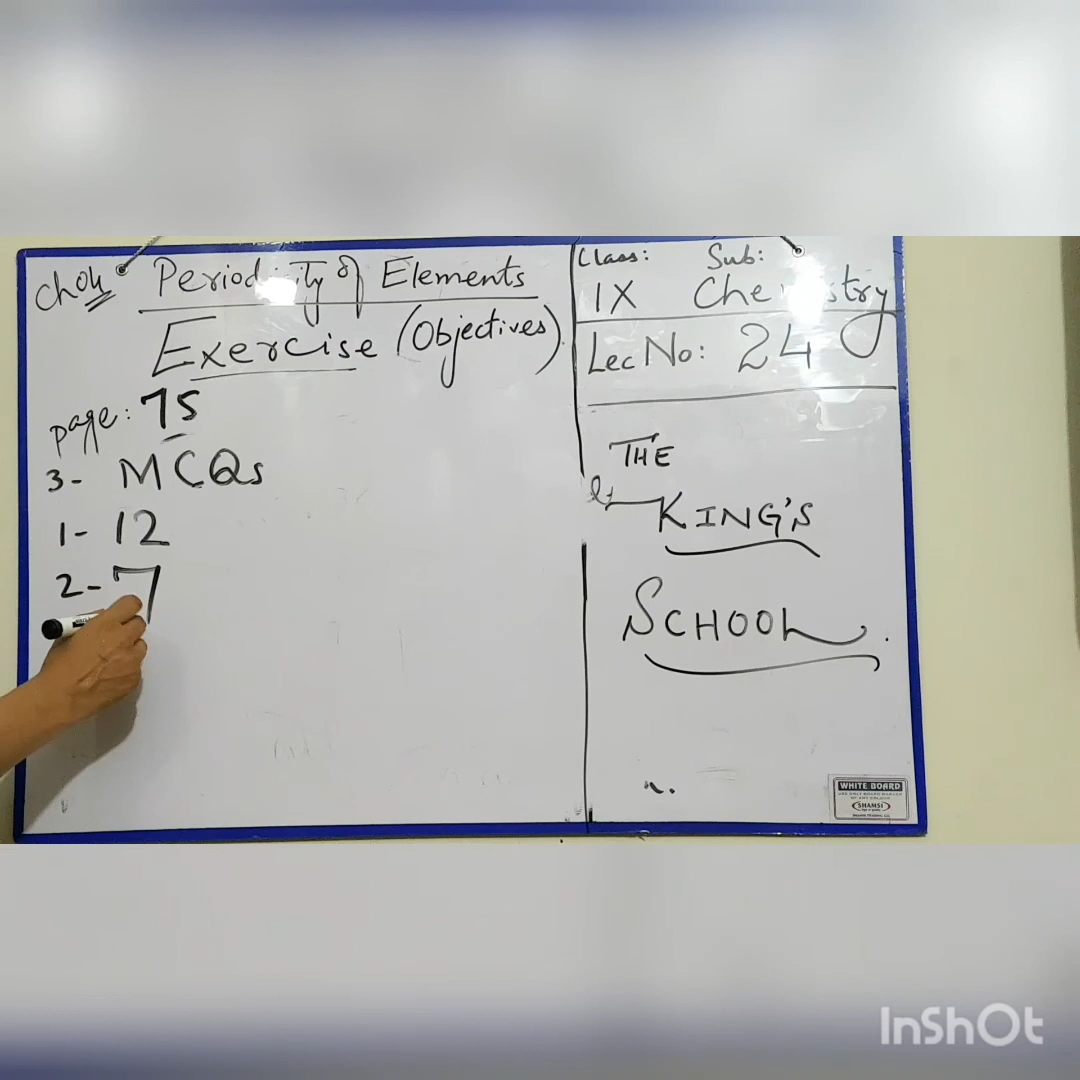 Ch04 Periodicity of Elements
Exercise (Objectives)
page: 75
3- MCQs
1- 12
2- 7
Class: Sub:
IX Chemistry
Lec No: 24
THE
KING'S
SCHOOL
WHITE BOARD
SHAMSI
InShOt